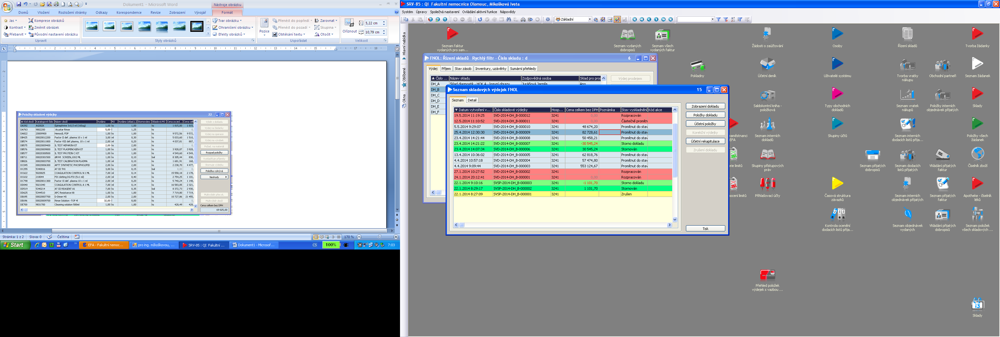 Dokument1 - Microsoft Word
Nástroje obrázku
Domů Vložení Rozložení stránky Odkazy Korespondence Revize Zobrazení Vývojář Formát
Jas Komprese obrázků
Kontrast Změnit obrázek
Přebarvit Původní nastavení obrázku
Upravit
Styly obrázků
Tvar obrázku
Ohraničení obrázku
Efekty obrázků
Pozice
Přenést do popředí Zarovnat
Přenést do pozadí Skupina
Obtékání textu Otočit
Uspořádat
Oříznout
5,22 cm
10,79 cm
Velikost
Položky skladové výdejky 22
Kód zboží Katalogové číslo Název zboží Vydáno MJ Vydáno (sklad.j.) Stornováno Skladová MJ Cena za jed... Cena celk
DA392 AG002K Epinephrine 3x0,5 ml (160ug) 1,00 ks 1,00 ks 1 815,00 1 815,
DA763 9802200 Acustar Rinse 5,00 l 1,25 ks 0,
DA822 20009900 HemosIL FDP 1,00 ks 1,00 ks 9 572,56 9 572,
DB425 00020012200 Factor II def. plasma 10 x 1 ml 3,00 ml 0,30 ks 5 033,60 1 510,
DB574 00020011800 Factor VIII def.plasma, 10 x 1 ml 2,00 ml 0,20 ks 4 037,81 807,
DB575 00020009400 IL TEST HEPARIN KIT 2,00 ks 2,00 ks 0,
DB576 00020009000 IL TEST PLASMINOGEN KIT 1,00 ks 1,00 ks 3 928,87 3 928,
DB577 00020300500 IL TEST PROTEIN C KIT 1,00 ks 1,00 ks 4 549,60 4 549,
DB711 00020301500 dRVVt SCREEN,10X2 ML 1,00 ks 0,10 bal 8 305,44 830,
DB826 00020003700 IL TEST CALIBRATION PLASMA 1,00 ml 0,10 ks 1 681,91 168,
DC045 00020006300 APTT SYNTHETIC PHOSPHOLIPID 2,00 ks 2,00 ks 2 238,70 4 477,
DC255 5340016 AT III TH1 3,00 ks 0,15 bal 0,00 0,
DC622 5020025 COAGULATION CONTROL N 1 ML 7,00 ml 0,14 ks 15 558,18 2 178,
DC632 218044 FIX clotting DG-FIX (5x1 ml) 2,00 ml 0,40 ks 2 754,25 1 101,
DC798 00020011300 Factor XI def. plasma 10 x 1 ml 2,00 ml 0,20 ks 5 740,24 1 148,
DD040 5021040 COAGULATION CONTROL A 1 ML 7,00 ml 0,14 ks 16 583,05 2 321,
DD519 5340214 AT III REAGENT A1 7,00 ks 0,35 bal 8 372,73 2 930,
DD625 5344510 APC Resistance Kit 1,00 ks 1,00 ks 7 719,80 7 719,
DE695 00020007700 D-Dimer HS 2,00 ks 2,00 ks 10 727,86 21 455,
DE696 00020009700 Rinse Solution -TOP 4l 32,00 l 8,00 ks 0,
DE700 9831700 Cleaning solution 500ml 1,00 ks 1,00 ks 428,49 428,
Výběr z dokladu
Výdej na žádanky
Výdej na operace
Výdej na výrobek
Požad. na materiál
Rozpad položky
Vyskladňuje příjemky
Stornuje výdejku
Položka vykrývá
Neshody
Multivýběr přes sk.
Multivýběr zboží
Cena celkem bez DPH
69 025,00
Stránka: 1 z 2 Slova: 0 Čeština 170 %
Start EFA - Fakultní nemoc... pro ing. mIkoškovou, ... SRV-85 : QI Fakultní ... Dokument1 - Microsof... CS 100% 7:03
SRV-85 : QI Fakultní nemocnice Olomouc, Mikošková Iveta
Systém Úpravy Společná nastavení Ovládání aktivní funkce Nápovědy
Základní
Hlavní nabídka
Oblíbené
Okna
Seznam faktur vydaných pro sam...
Seznam vydaných dobropisů
Seznam všech vydaných faktur
Žádosti o zaúčtování
Osoby
Řízení skladů
Tvorba žádanky
FNOL: Řízení skladů Rychlý filtr - Číslo skladu : d 6
Výdej Příjem Stav zásob Inventury, uzávěrky Sumární přehledy
Číslo ... Název skladu Zodpovědná osoba Sklad pro pro
Výdej prodejem
DH_A Sklad diagnostik - HOK A - krevní obrazy Juráňová Jarmila Ano
DH_B
DH_C
DH_D
DH_E
DH_F
Pokladny
Účetní deník
Uživatelé systému
Tvorba vratky nákupu
Obchodní partneři
Seznam žádanek
Seznam skladových výdejek FNOL 15
Seznam Detail
Datum vytvoření v... Číslo skladové výdejky Hosp... Cena celkem bez DPH Poznámka Stav vyskladnění Kód akce
19.5.2014 11:19:25 SVD-2014-DH_B-000012 3241 0,00 Rozpracován
12.5.2014 11:10:52 SVD-2014-DH_B-000011 3241 0,00 Částečně promítn
5.5.2014 9:29:07 SVD-2014-DH_B-000010 3241 48 674,20 Promítnut do stav
25.4.2014 12:30:30 SVD-2014-DH_B-000009 3241 82 728,61 Promítnut do stav
23.4.2014 14:21:44 SVD-2014-DH_B-000008 3241 50 458,21 Promítnut do stav
23.4.2014 14:21:22 SVD-2014-DH_B-000007 3241 -30 545,24 Storno dokladu
23.4.2014 14:07:34 SVD-2014-DH_B-000006 3241 30 545,24 Stornován
13.4.2014 10:36:02 SVD-2014-DH_B-000005 3241 62 818,76 Promítnut do stav
4.4.2014 10:57:18 SVD-2014-DH_B-000004 3241 57 474,80 Promítnut do stav
4.4.2014 9:09:44 SVD-2014-DH_B-000003 3241 553 124,67 Promítnut do stav
27.1.2014 10:27:52 SVD-2014-DH_B-000002 3241 Rozpracován
24.1.2014 20:12:41 SVD-2014-DH_B-000001 3241 0,00 Rozpracován
22.1.2014 9:10:16 SVSP-2014-DH_B-000003 3241 -1 101,70 Storno dokladu
22.1.2014 8:29:17 SVSP-2014-DH_B-000002 3241 1 101,70 Stornován
22.1.2014 8:27:09 SVSP-2014-DH_B-000001 3241 Zrušen
Zobrazení dokladu
Položky dokladu
Účetní položky
Korekční výdejky
Účetní rekapitulace
Zrušení dokladu
Tisk
Saldokontní kniha - položková
Typy obchodních dokladů
Seznam vratek nákupů
Položky interních objednávek přijatých
Sklady
zaměstnanci EFA
Seznam interních dokladů
Skupiny účtů
Seznam interních dodacích listů přija...
Položky všech žádanek
orie limitů
Skupiny přístupových práv
Seznam přijatých dobropisů
Seznam dodacích listů přijatých
Vkládání přijatých faktur
Číselník zboží
nocení limitů
Přihlašovací účty
Časová struktura závazků
Seznam interních objednávek přijatých
Seznam přijatých faktur
Apotheke - číselník léků
Kontrola ocenění dodacích listů přija...
Seznam objednávek vydaných
Vkládání přijatých dobropisů
Seznam položek všech skladových ...
Přehled položek výdejek s vazbou ...
13
Sklady